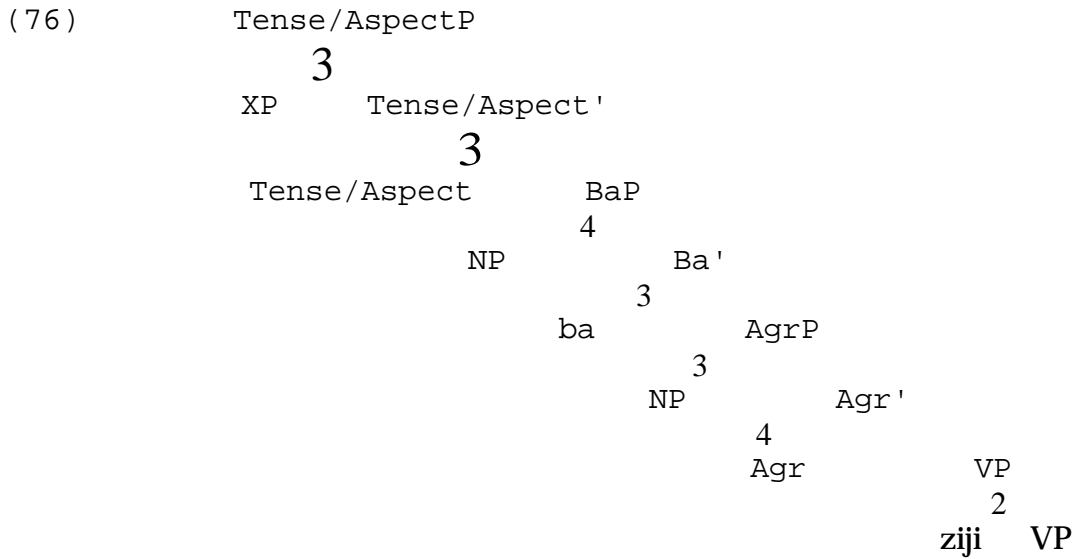 (76) Tense/AspectP
3
XP Tense/Aspect'
3
Tense/Aspect BaP
4
NP Ba'
3
ba AgrP
3
NP Agr'
4
Agr VP
2
ziji VP